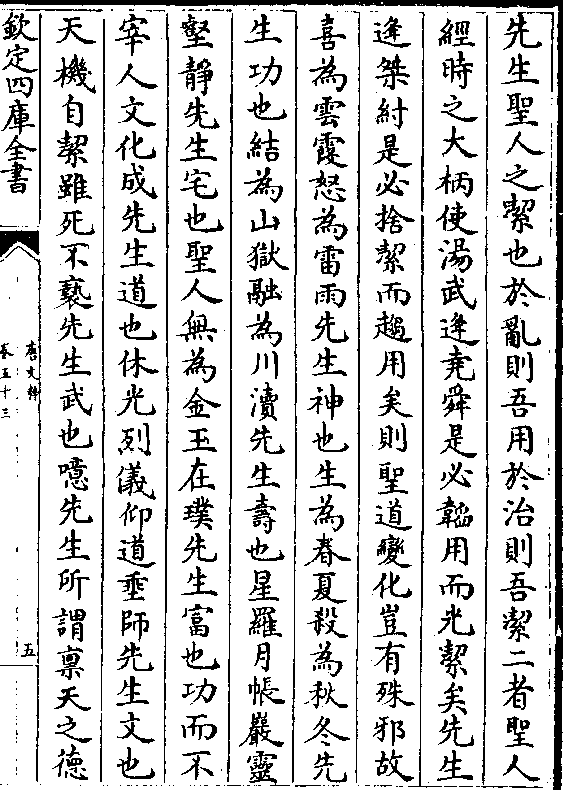 先生聖人之潔也於亂則吾用於治則吾潔二者聖人
經時之大柄使湯武逢堯舜是必韜用而光潔矣先生
逢桀紂是必捨潔而趨用矣則聖道變化豈有殊邪故
喜為雲霞怒為雷雨先生神也生為春夏殺為秋冬先
生功也結為山嶽融為川瀆先生壽也星羅月帳巖靈
壑靜先生宅也聖人無為金玉在璞先生富也功而不
宰人文化成先生道也休光烈儀仰道垂師先生文也
天機自潔雖死不褻先生武也噫先生所謂稟天之德
欽定四庫全書
唐文粹
卷五十三
五